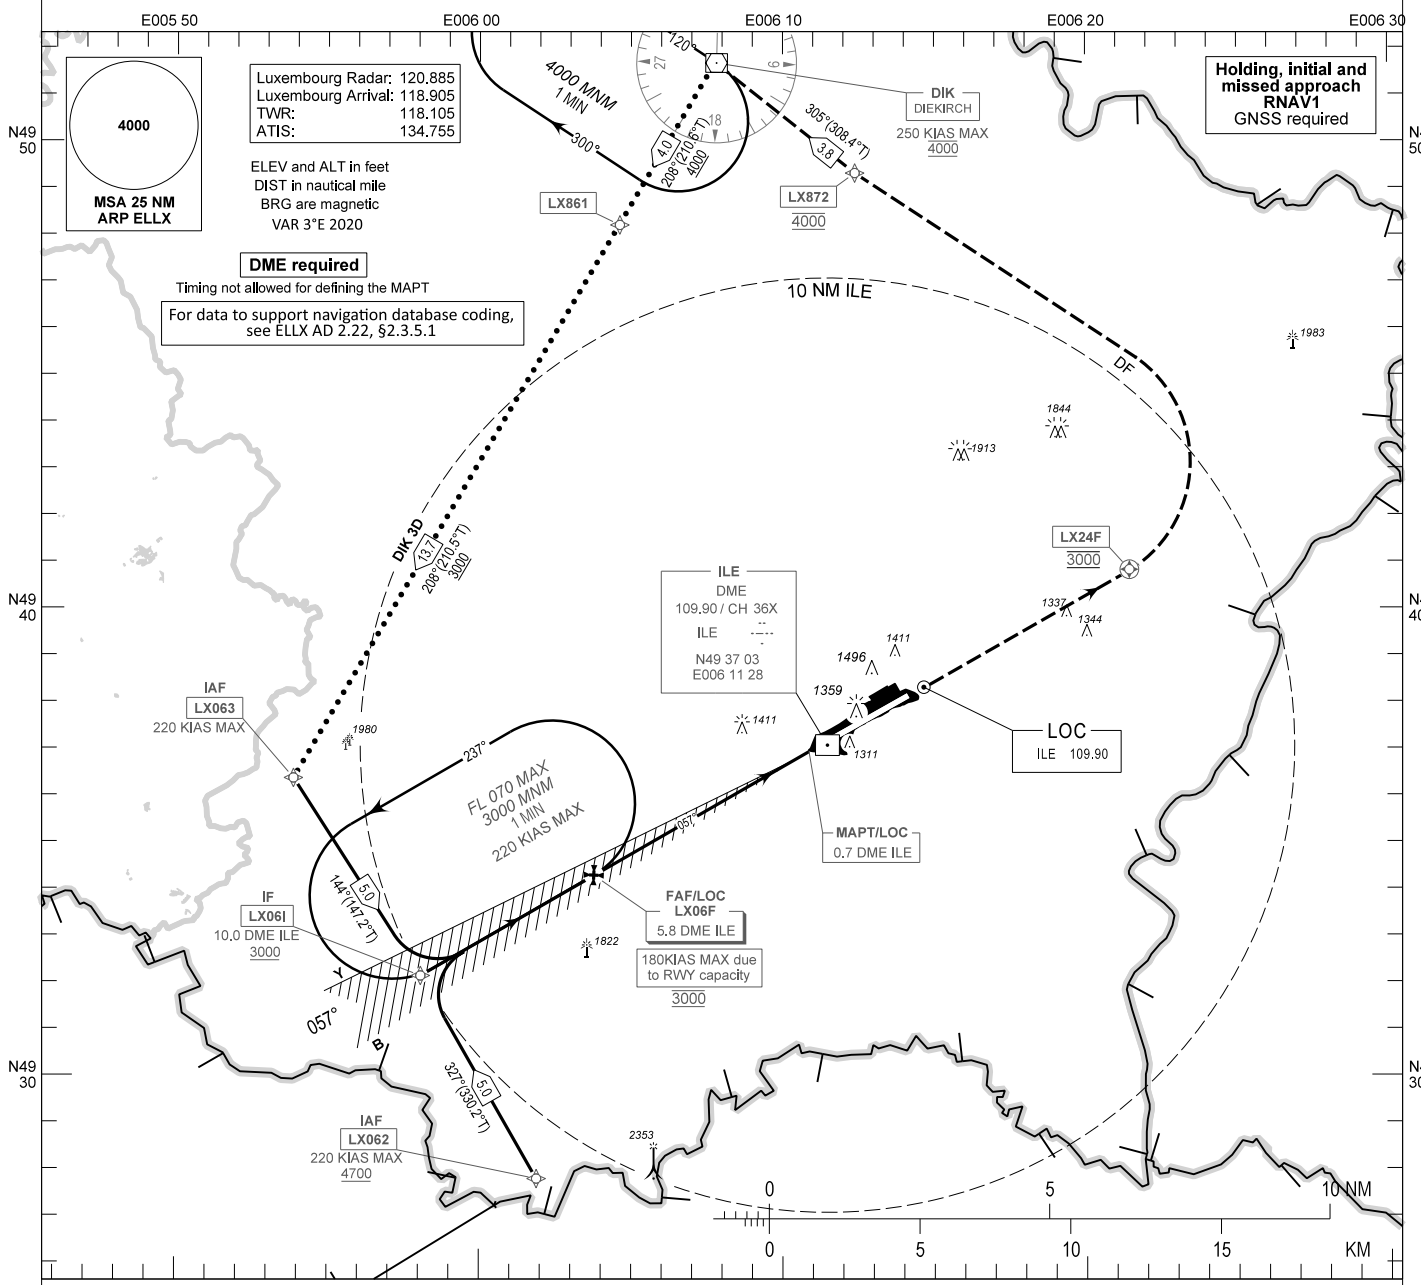 E005 50
E006 00
E006 10
E006 20
E006 30
4000
MSA 25 NM
ARP ELLX
Luxembourg Radar: 120.885
Luxembourg Arrival: 118.905
TWR: 118.105
ATIS: 134.755
ELEV and ALT in feet
DIST in nautical mile
BRG are magnetic
VAR 3°E 2020
DME required
Timing not allowed for defining the MAPT
For data to support navigation database coding,
see ELLX AD 2.22, §2.3.5.1
Holding, initial and
missed approach
RNAV1
GNSS required
120°
4000 MNM
1 MIN
300°
27
9
18
DIK
DIEKIRCH
250 KIAS MAX
4000
4.0
208°(210.6°T)
4000
305°(308.4°T)
3.8
LX872
4000
LX861
N49
50
10 NM ILE
DF
1983
1844
1913
DIK 3D
13.7
208°(210.5°T)
3000
LX24F
3000
1337
1344
ILE
DME
109.90 / CH 36X
ILE
N49 37 03
E006 11 28
1411
1496
1359
1411
1311
N49
40
IAF
LX063
220 KIAS MAX
1980
237°
FL 070 MAX
3000 MNM
1 MIN
220 KIAS MAX
057°
LOC
ILE 109.90
MAPT/LOC
0.7 DME ILE
5.0
144°(147.2°T)
IF
LX06I
10.0 DME ILE
3000
FAF/LOC
LX06F
5.8 DME ILE
180KIAS MAX due
to RWY capacity
3000
1822
Y
057°
B
N49
30
5.0
327°(330.2°T)
IAF
LX062
220 KIAS MAX
4700
2353
0
5
10 NM
0
5
10
15
KM